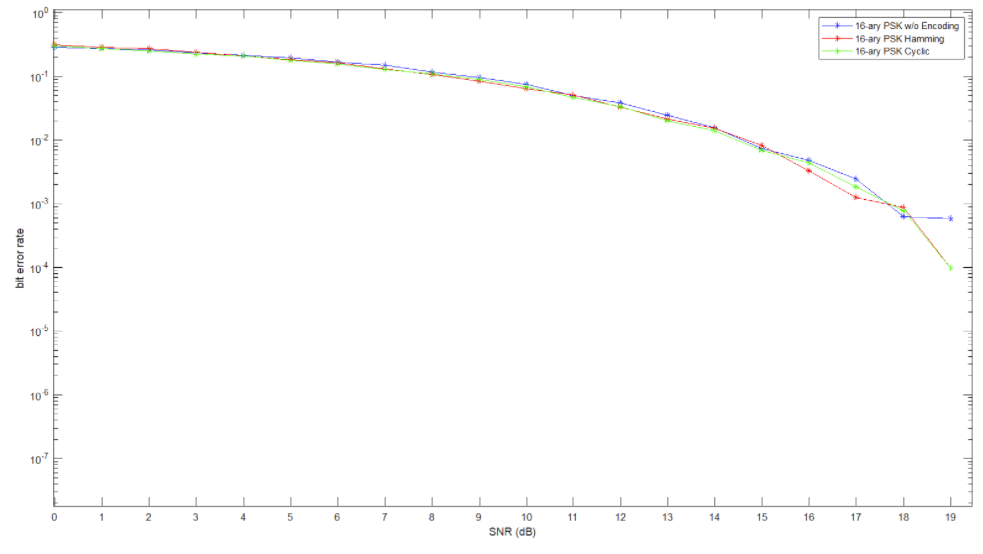 10^0
16-ary PSK w/o Encoding
16-ary PSK Hamming
16-ary PSK Cyclic
10^-1
10^-2
10^-3
10^-4
10^-5
10^-6
10^-7
bit error rate
0 1 2 3 4 5 6 7 8 9 10 11 12 13 14 15 16 17 18 19
SNR (dB)